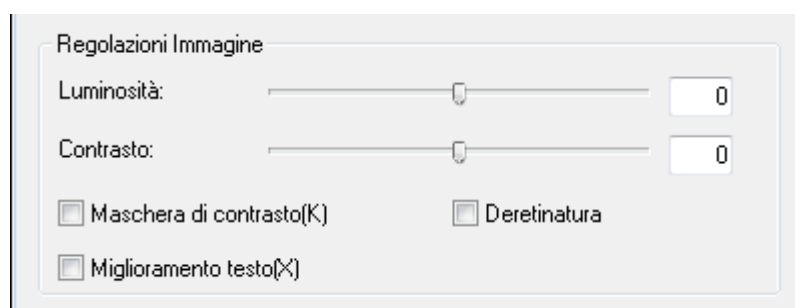 Regolazioni Immagine
Luminosità: 0
Contrasto: 0
Maschera di contrasto(K) Deretinatura
Miglioramento testo(X)